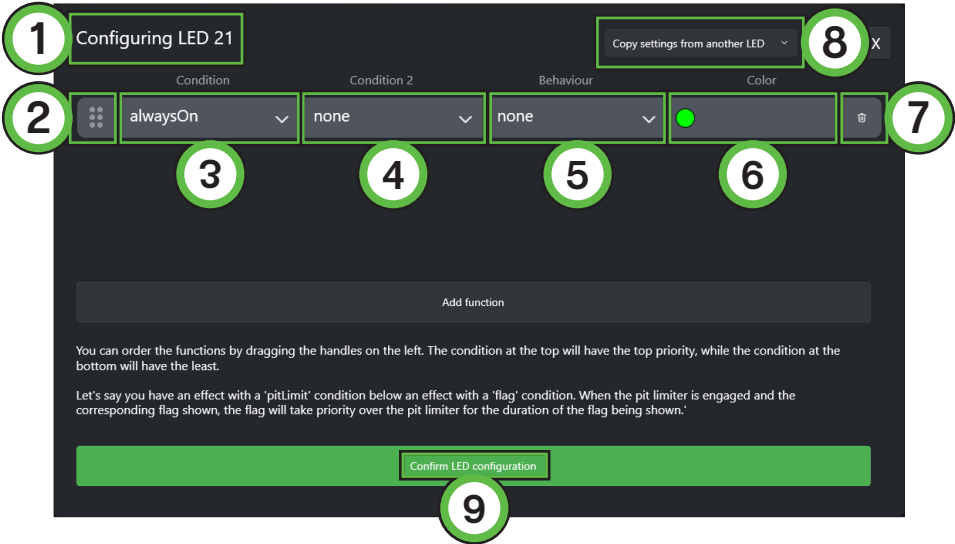 1
Configuring LED 21
Copy settings from another LED
8
X
Condition
Condition 2
Behaviour
Color
2
alwaysOn
none
none
7
3
4
5
6
Add function
You can order the functions by dragging the handles on the left. The condition at the top will have the top priority, while the condition at the
bottom will have the least.
Let's say you have an effect with a 'pitLimit' condition below an effect with a 'flag' condition. When the pit limiter is engaged and the
corresponding flag shown, the flag will take priority over the pit limiter for the duration of the flag being shown.'
Confirm LED configuration
9